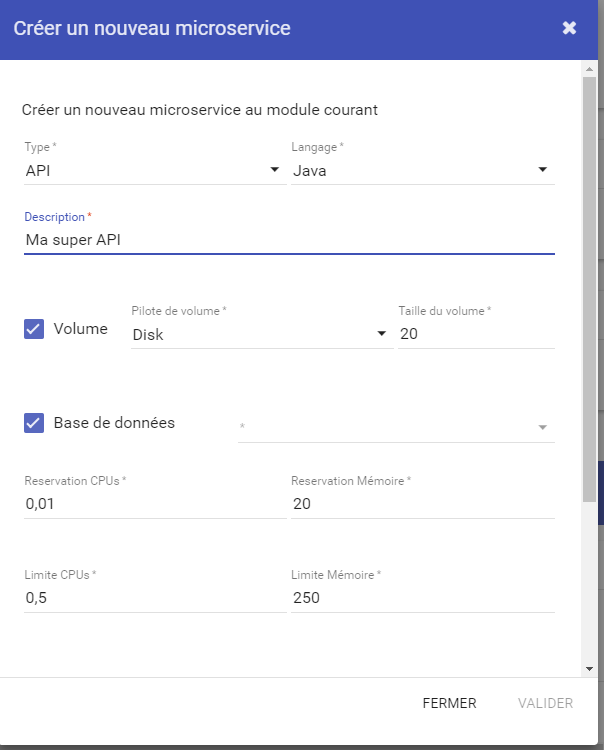 Créer un nouveau microservice ✖
Créer un nouveau microservice au module courant
Type * Langage *
API Java
Description *
Ma super API
Pilote de volume * Taille du volume *
Volume Disk 20
Base de données *
Reservation CPUs * Reservation Mémoire *
0,01 20
Limite CPUs * Limite Mémoire *
0,5 250
FERMER VALIDER